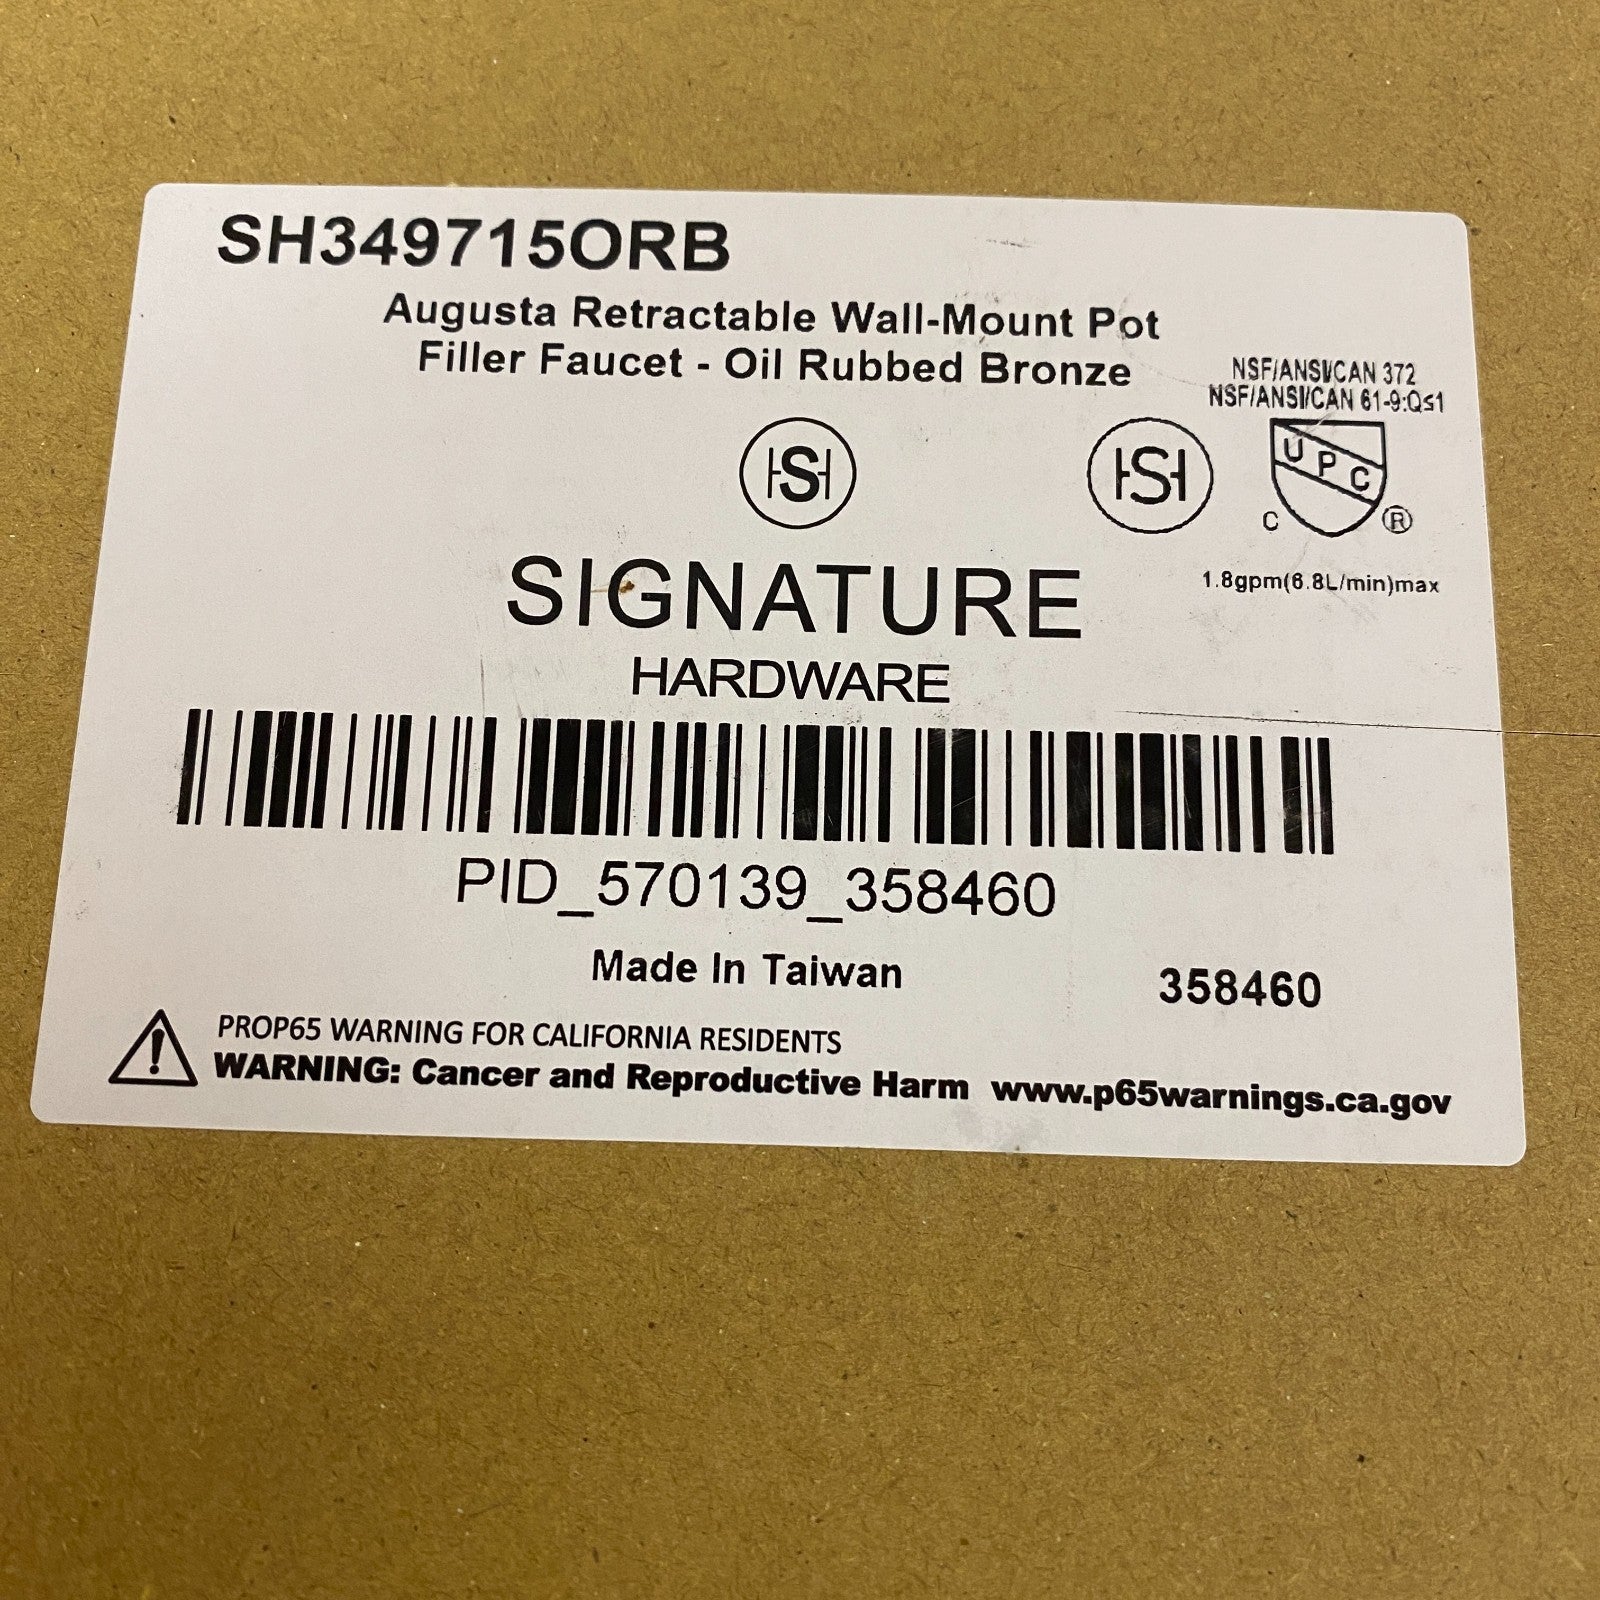 SH349715ORB
Augusta Retractable Wall-Mount Pot
Filler Faucet - Oil Rubbed Bronze
NSF/ANSI/CAN 372
NSF/ANSI/CAN 61-9:Q≤1
HSH
HSH
UPC
C ®
1.8gpm(6.8L/min)max
SIGNATURE
HARDWARE
PID_570139_358460
Made In Taiwan
358460
PROP65 WARNING FOR CALIFORNIA RESIDENTS
WARNING: Cancer and Reproductive Harm www.p65warnings.ca.gov